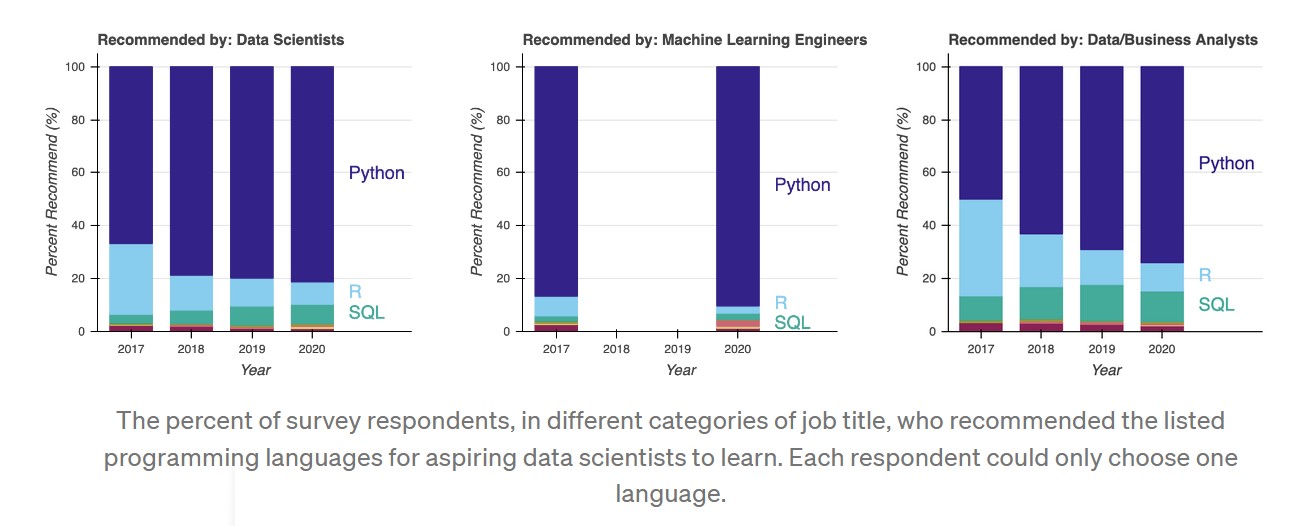 Recommended by: Data Scientists
Percent Recommend (%)
100
80
60
40
20
0
Python
R
SQL
2017 2018 2019 2020
Year
Recommended by: Machine Learning Engineers
Percent Recommend (%)
100
80
60
40
20
0
Python
R
SQL
2017 2018 2019 2020
Year
Recommended by: Data/Business Analysts
Percent Recommend (%)
100
80
60
40
20
0
Python
R
SQL
2017 2018 2019 2020
Year
The percent of survey respondents, in different categories of job title, who recommended the listed
programming languages for aspiring data scientists to learn. Each respondent could only choose one
language.